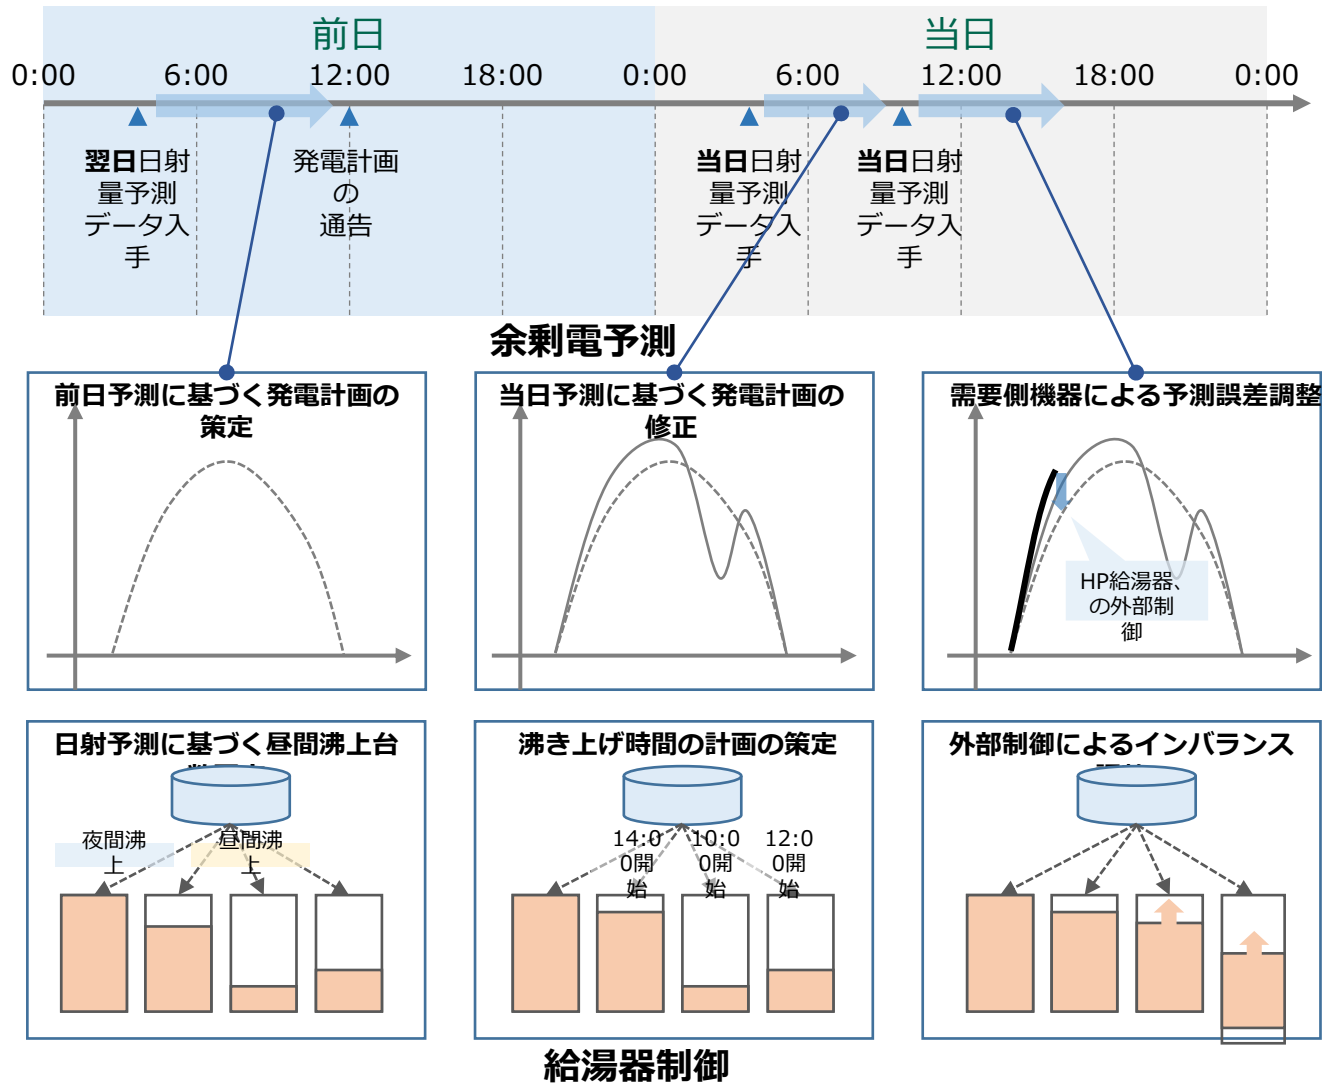 前日
当日
0:00
6:00
12:00
18:00
0:00
6:00
12:00
18:00
0:00
翌日日射
量予測
データ入
手
発電計画
の
通告
当日日射
量予測
データ入
手
当日日射
量予測
データ入
手
余剰電予測
前日予測に基づく発電計画の
策定
当日予測に基づく発電計画の
修正
需要側機器による予測誤差調整
HP給湯器、
の外部制
御
日射予測に基づく昼間沸上台
夜間沸
上
昼間沸
上
沸き上げ時間の計画の策定
14:0
0開
始
10:0
0開
始
12:0
0開
始
外部制御によるインバランス
給湯器制御